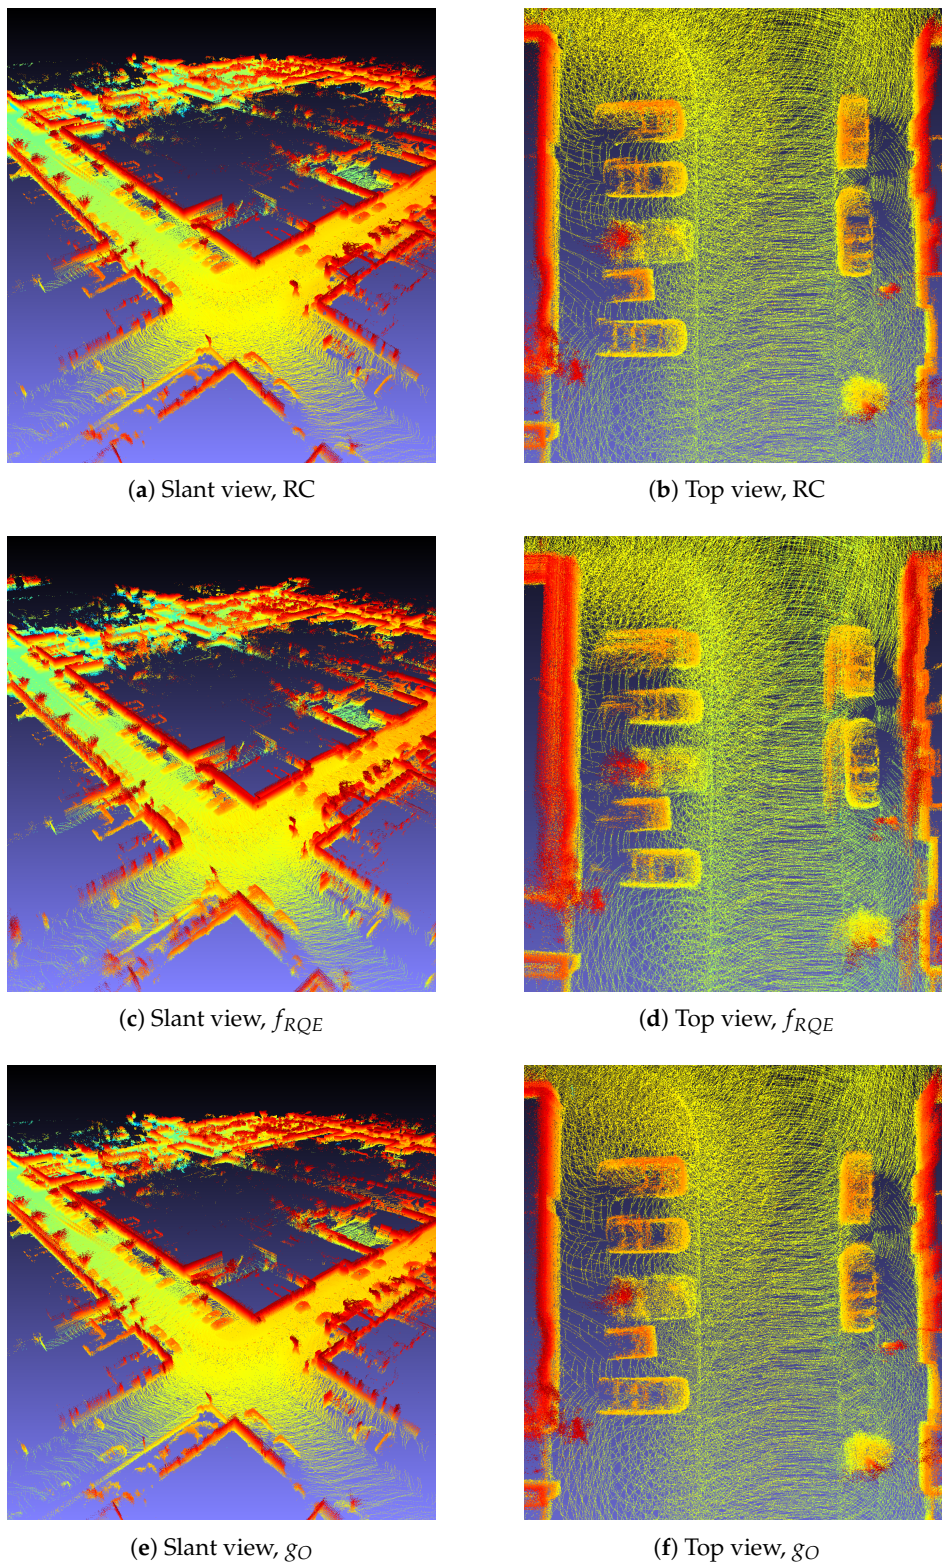 (a) Slant view, RC
(b) Top view, RC
(c) Slant view, f_RQE
(d) Top view, f_RQE
(e) Slant view, g_O
(f) Top view, g_O